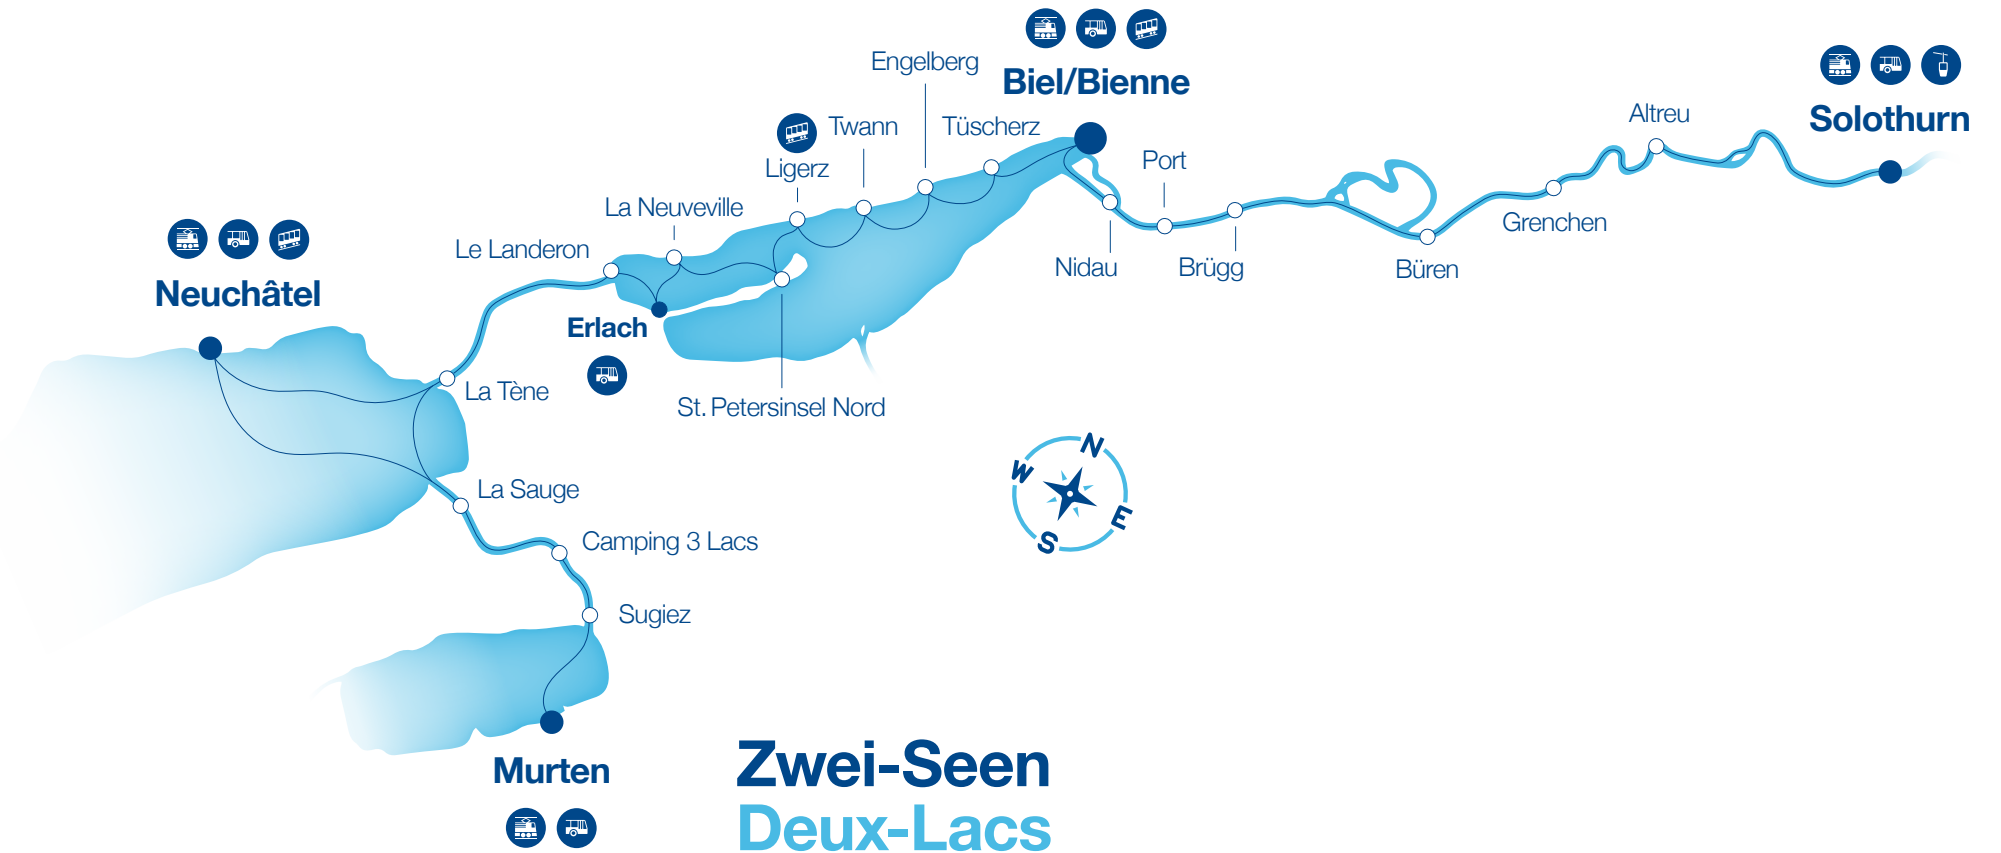 Engelberg
Biel/Bienne
Solothurn
Altreu
Twann
Tüscherz
Port
Ligerz
La Neuveville
Grenchen
Le Landeron
Nidau
Brügg
Büren
Neuchâtel
Erlach
La Tène
St. Petersinsel Nord
N
W
E
S
La Sauge
Camping 3 Lacs
Sugiez
Murten
Zwei-Seen
Deux-Lacs